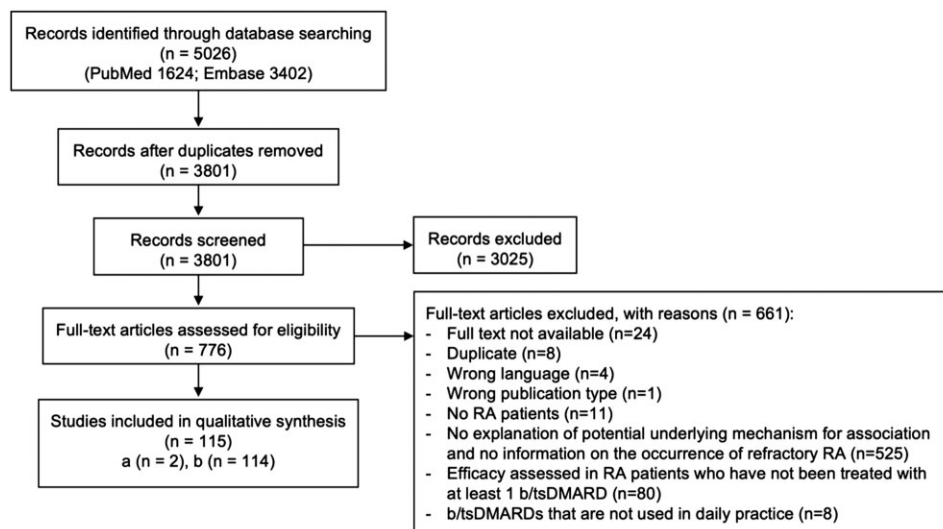 Records identified through database searching
(n = 5026)
(PubMed 1624; Embase 3402)
Records after duplicates removed
(n = 3801)
Records screened
(n = 3801)
Records excluded
(n = 3025)
Full-text articles assessed for eligibility
(n = 776)
Full-text articles excluded, with reasons (n = 661):
- Full text not available (n=24)
- Duplicate (n=8)
- Wrong language (n=4)
- Wrong publication type (n=1)
- No RA patients (n=11)
- No explanation of potential underlying mechanism for association
and no information on the occurrence of refractory RA (n=525)
- Efficacy assessed in RA patients who have not been treated with
at least 1 b/tsDMARD (n=80)
- b/tsDMARDs that are not used in daily practice (n=8)
Studies included in qualitative synthesis
(n = 115)
a (n = 2), b (n = 114)